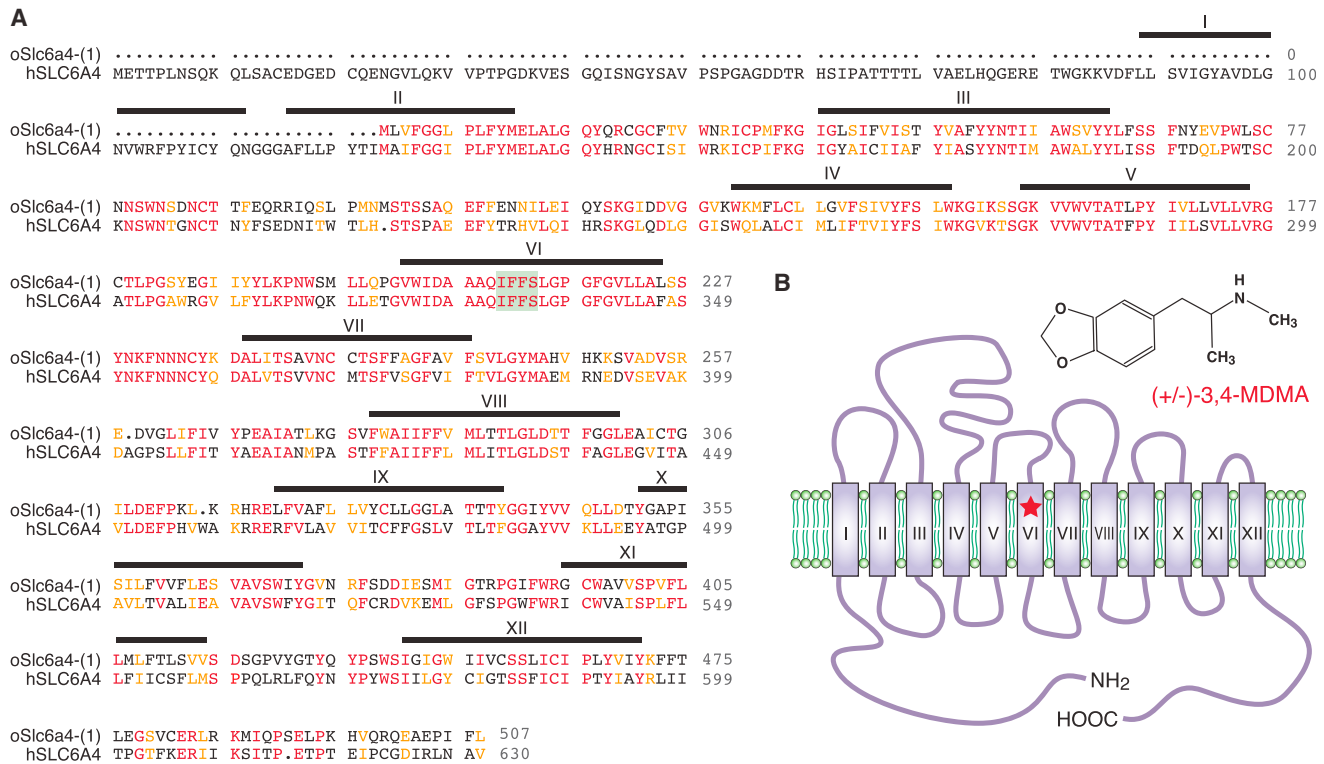 A
I
oSlc6a4-(1) .......... .......... .......... .......... .......... .......... .......... .......... .......... .......... 0
hSLC6A4 METTPLNSQK QLSACEDGED CQENGVLQKV VPTPGDKVES GQISNGYSAV PSPGAGDDTR HSIPATTTTL VAELHQGERE TWGKKVDFLL SVIGYAVDLG 100
II III
oSlc6a4-(1) .......... .......... ...MLVFGGL PLFYMELALG QYQRCGCFTV WNRICPMFKG IGLSIFVIST YVAFYYNTII AWSVYYLFSS FNYEVPWLSC 77
hSLC6A4 NVWRFPYICY QNGGGAFLLP YTIMAIFGGI PLFYMELALG QYHRNGCISI WRKICPIFKG IGYAICIIAF YIASYYNTIM AWALYYLISS FTDQLPWTSC 200
IV V
oSlc6a4-(1) NNSWNSDNCT TFEQRRIQSL PMNMSTSSAQ EFFENNILEI QYSKGIDDVG GVKWKMFLCL LGVFSIVYFS LWKGIKSSGK VVWVTATLPY IVLLVLLVRG 177
hSLC6A4 KNSWNTGNCT NYFSEDNITW TLH.STSPAE EFYTRHVLQI HRSKGLQDLG GISWQLALCI MLIFTVIYFS IWKGVKTSGK VVWVTATFPY IILSVLLVRG 299
VI
oSlc6a4-(1) CTLPGSYEGI IYYLKPNWSM LLQPGVWIDA AAQIFFSLGP GFGVLLALSS 227
hSLC6A4 ATLPGAWRGV LFYLKPNWQK LLETGVWIDA AAQIFFSLGP GFGVLLAFAS 349
VII
oSlc6a4-(1) YNKFNNNCYK DALITSAVNC CTSFFAGFAV FSVLGYMAHV HKKSVADVSR 257
hSLC6A4 YNKFNNNCYQ DALVTSVVNC MTSFVSGFVI FTVLGYMAEM RNEDVSEVAK 399
VIII
oSlc6a4-(1) E.DVGLIFIV YPEAIATLKG SVFWAIIFFV MLTTLGLDTT FGGLEAICTG 306
hSLC6A4 DAGPSLLFIT YAEAIANMPA STFFAIIFFL MLITLGLDST FAGLEGVITA 449
IX X
oSlc6a4-(1) ILDEFPKL.K RHRELFVAFL LVYCLLGGLA TTTYGGIYVV QLLDTYGAPI 355
hSLC6A4 VLDEFPHVWA KRRERFVLAV VITCFFGSLV TLTFGGAYVV KLLEEYATGP 499
XI
oSlc6a4-(1) SILFVVFLES VAVSWIYGVN RFSDDIESMI GTRPGIFWRG CWAVVSPVFL 405
hSLC6A4 AVLTVALIEA VAVSWFYGIT QFCRDVKEML GFSPGWFWRI CWVAISPLFL 549
XII
oSlc6a4-(1) LMLFTLSVVS DSGPVYGTYQ YPSWSIGIGW IIVCSSLICI PLYVIYKFFT 475
hSLC6A4 LFIICSFLMS PPQLRLFQYN YPYWSIILGY CIGTSSFICI PTYIAYRLII 599
oSlc6a4-(1) LEGSVCERLR KMIQPSELPK HVQRQEAEPI FL 507
hSLC6A4 TPGTFKERII KSITP.ETPT EIPCGDIRLN AV 630
B
H
N
O
O
CH3
CH3
(+/-)-3,4-MDMA
I II III IV V VI VII VIII IX X XI XII
NH2
HOOC